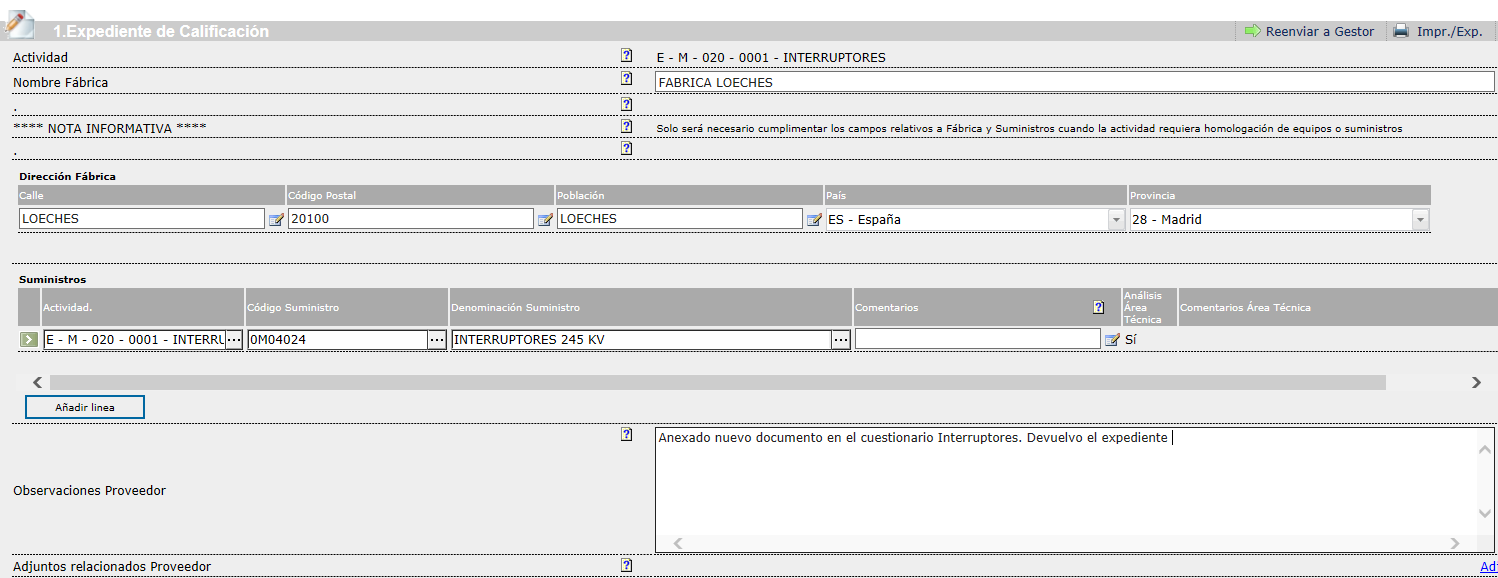 1.Expediente de Calificación Reenviar a Gestor Impr./Exp.
Actividad ? E - M - 020 - 0001 - INTERRUPTORES
Nombre Fábrica ? FABRICA LOECHES
. ?
**** NOTA INFORMATIVA **** ? Solo será necesario cumplimentar los campos relativos a Fábrica y Suministros cuando la actividad requiera homologación de equipos o suministros
. ?
Dirección Fábrica
Calle Código Postal Población País Provincia
LOECHES 20100 LOECHES ES - España 28 - Madrid
Suministros
Actividad. Código Suministro Denominación Suministro Comentarios ? Análisis Área Técnica Comentarios Área Técnica
E - M - 020 - 0001 - INTERRU ... 0M04024 ... INTERRUPTORES 245 KV ... Sí
Añadir linea
? Anexado nuevo documento en el cuestionario Interruptores. Devuelvo el expediente
Observaciones Proveedor
Adjuntos relacionados Proveedor ? Adj